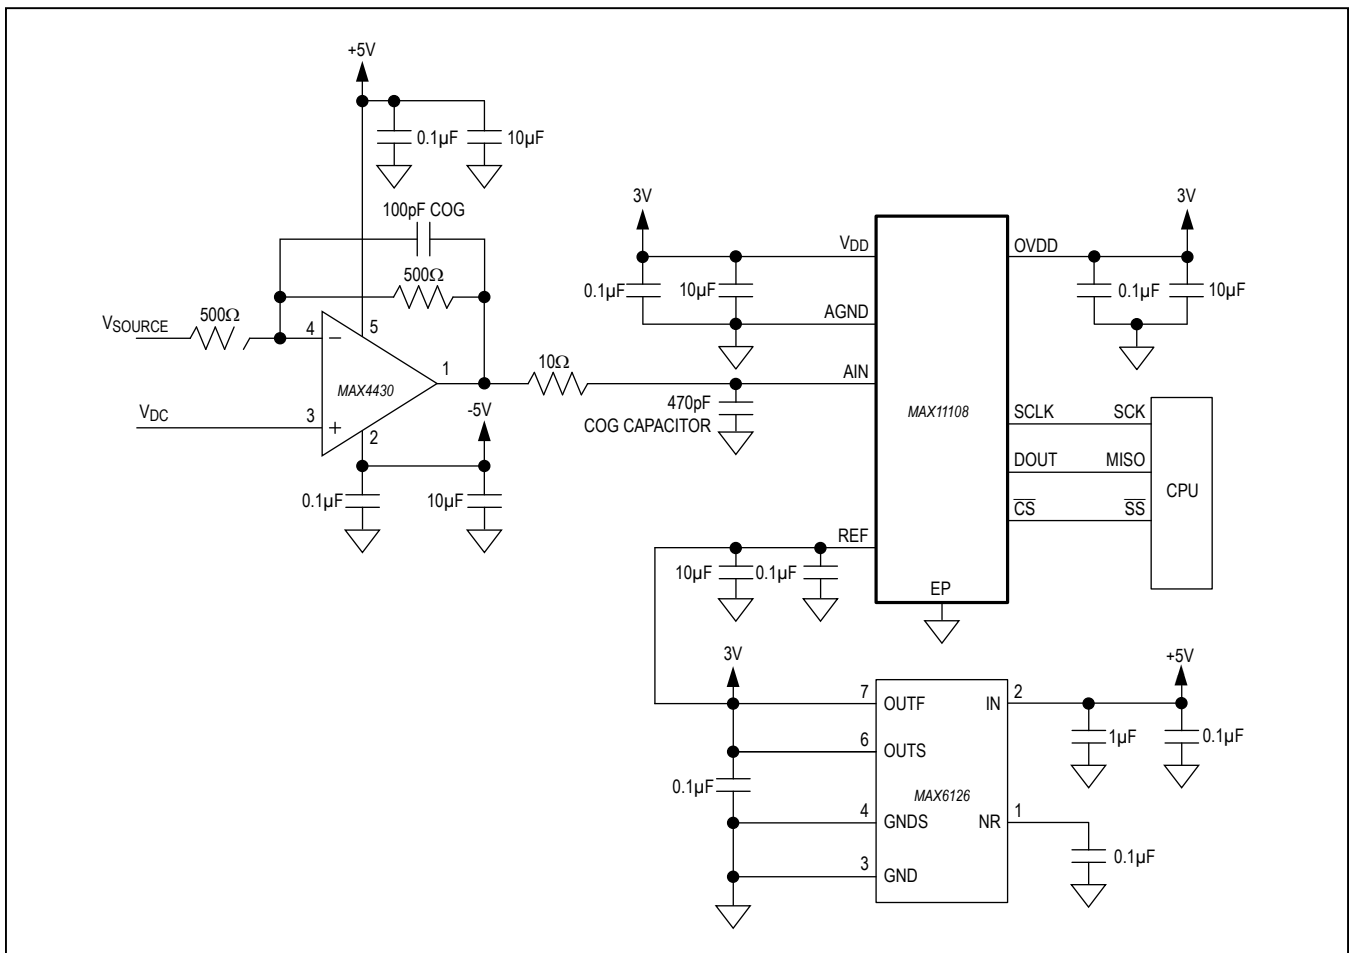 +5V
0.1µF
10µF
100pF COG
500Ω
VSOURCE
500Ω
4
5
−
MAX4430
1
10Ω
VDC
3
+
2
-5V
0.1µF
10µF
470pF
COG CAPACITOR
3V
0.1µF
10µF
VDD
AGND
AIN
REF
MAX11108
EP
OVDD
3V
0.1µF
10µF
SCLK
SCK
DOUT
MISO
CS
SS
CPU
10µF
0.1µF
3V
7
OUTF
6
OUTS
0.1µF
4
GNDS
3
GND
MAX6126
IN
2
NR
1
+5V
1µF
0.1µF
0.1µF